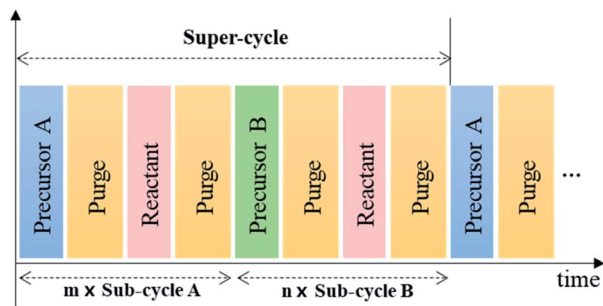 Super-cycle
Precursor A
Purge
Reactant
Purge
Precursor B
Purge
Reactant
Purge
Precursor A
Purge
...
time
m x Sub-cycle A
n x Sub-cycle B